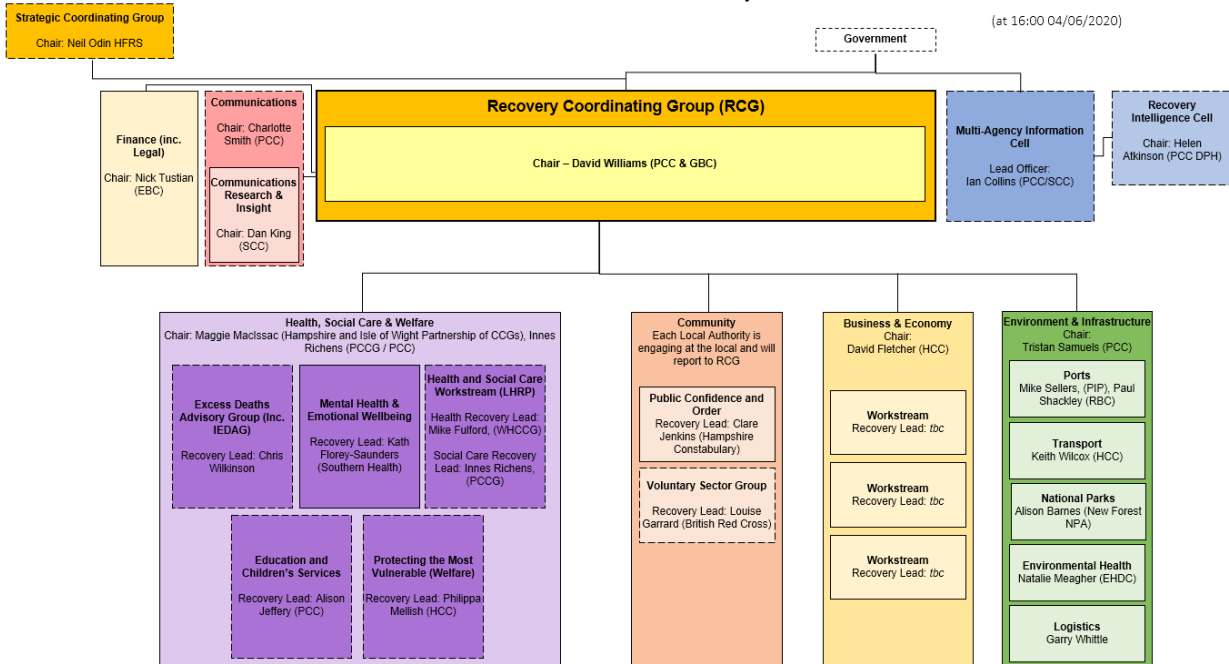 (at 16:00 04/06/2020)
Strategic Coordinating Group
Chair: Neil Odin HFRS
Government
Finance (inc.
Legal)
Chair: Nick Tustian
(EBC)
Communications
Chair: Charlotte
Smith (PCC)
Communications
Research &
Insight
Chair: Dan King
(SCC)
Recovery Coordinating Group (RCG)
Chair – David Williams (PCC & GBC)
Multi-Agency Information
Cell
Lead Officer:
Ian Collins (PCC/SCC)
Recovery
Intelligence Cell
Chair: Helen
Atkinson (PCC DPH)
Health, Social Care & Welfare
Chair: Maggie MacIssac (Hampshire and Isle of Wight Partnership of CCGs), Innes
Richens (PCCG / PCC)
Excess Deaths
Advisory Group (Inc.
IEDAG)
Recovery Lead: Chris
Wilkinson
Mental Health &
Emotional Wellbeing
Recovery Lead: Kath
Florey-Saunders
(Southern Health)
Health and Social Care
Workstream (LHRP)
Health Recovery Lead:
Mike Fulford, (WHCCG)
Social Care Recovery
Lead: Innes Richens,
(PCCG)
Education and
Children's Services
Recovery Lead: Alison
Jeffery (PCC)
Protecting the Most
Vulnerable (Welfare)
Recovery Lead: Philippa
Mellish (HCC)
Community
Each Local Authority is
engaging at the local and will
report to RCG
Public Confidence and
Order
Recovery Lead: Clare
Jenkins (Hampshire
Constabulary)
Voluntary Sector Group
Recovery Lead: Louise
Garrard (British Red Cross)
Business & Economy
Chair:
David Fletcher (HCC)
Workstream
Recovery Lead: tbc
Workstream
Recovery Lead: tbc
Workstream
Recovery Lead: tbc
Environment & Infrastructure
Chair:
Tristan Samuels (PCC)
Ports
Mike Sellers, (PIP), Paul
Shackley (RBC)
Transport
Keith Wilcox (HCC)
National Parks
Alison Barnes (New Forest
NPA)
Environmental Health
Natalie Meagher (EHDC)
Logistics
Garry Whittle